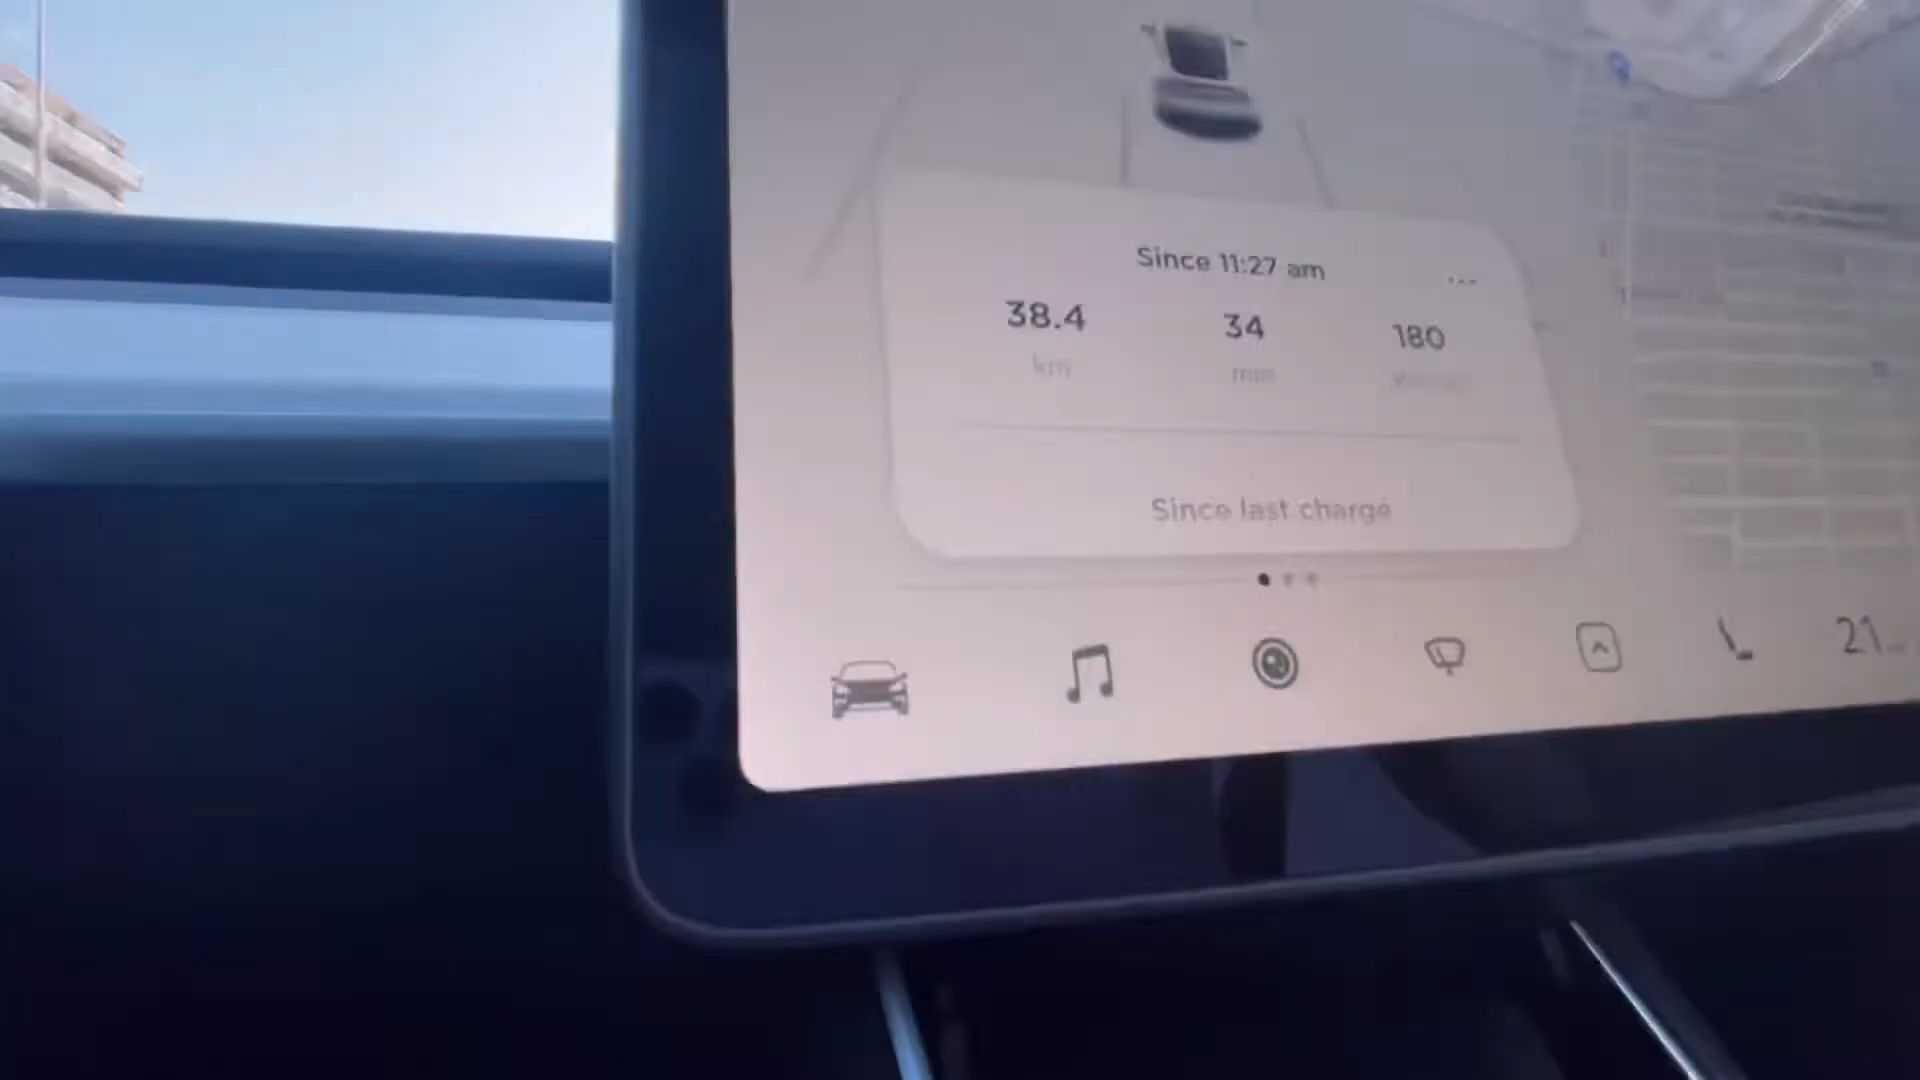 Since 11:27 am
...
38.4 34 180
km min
Since last charge
21